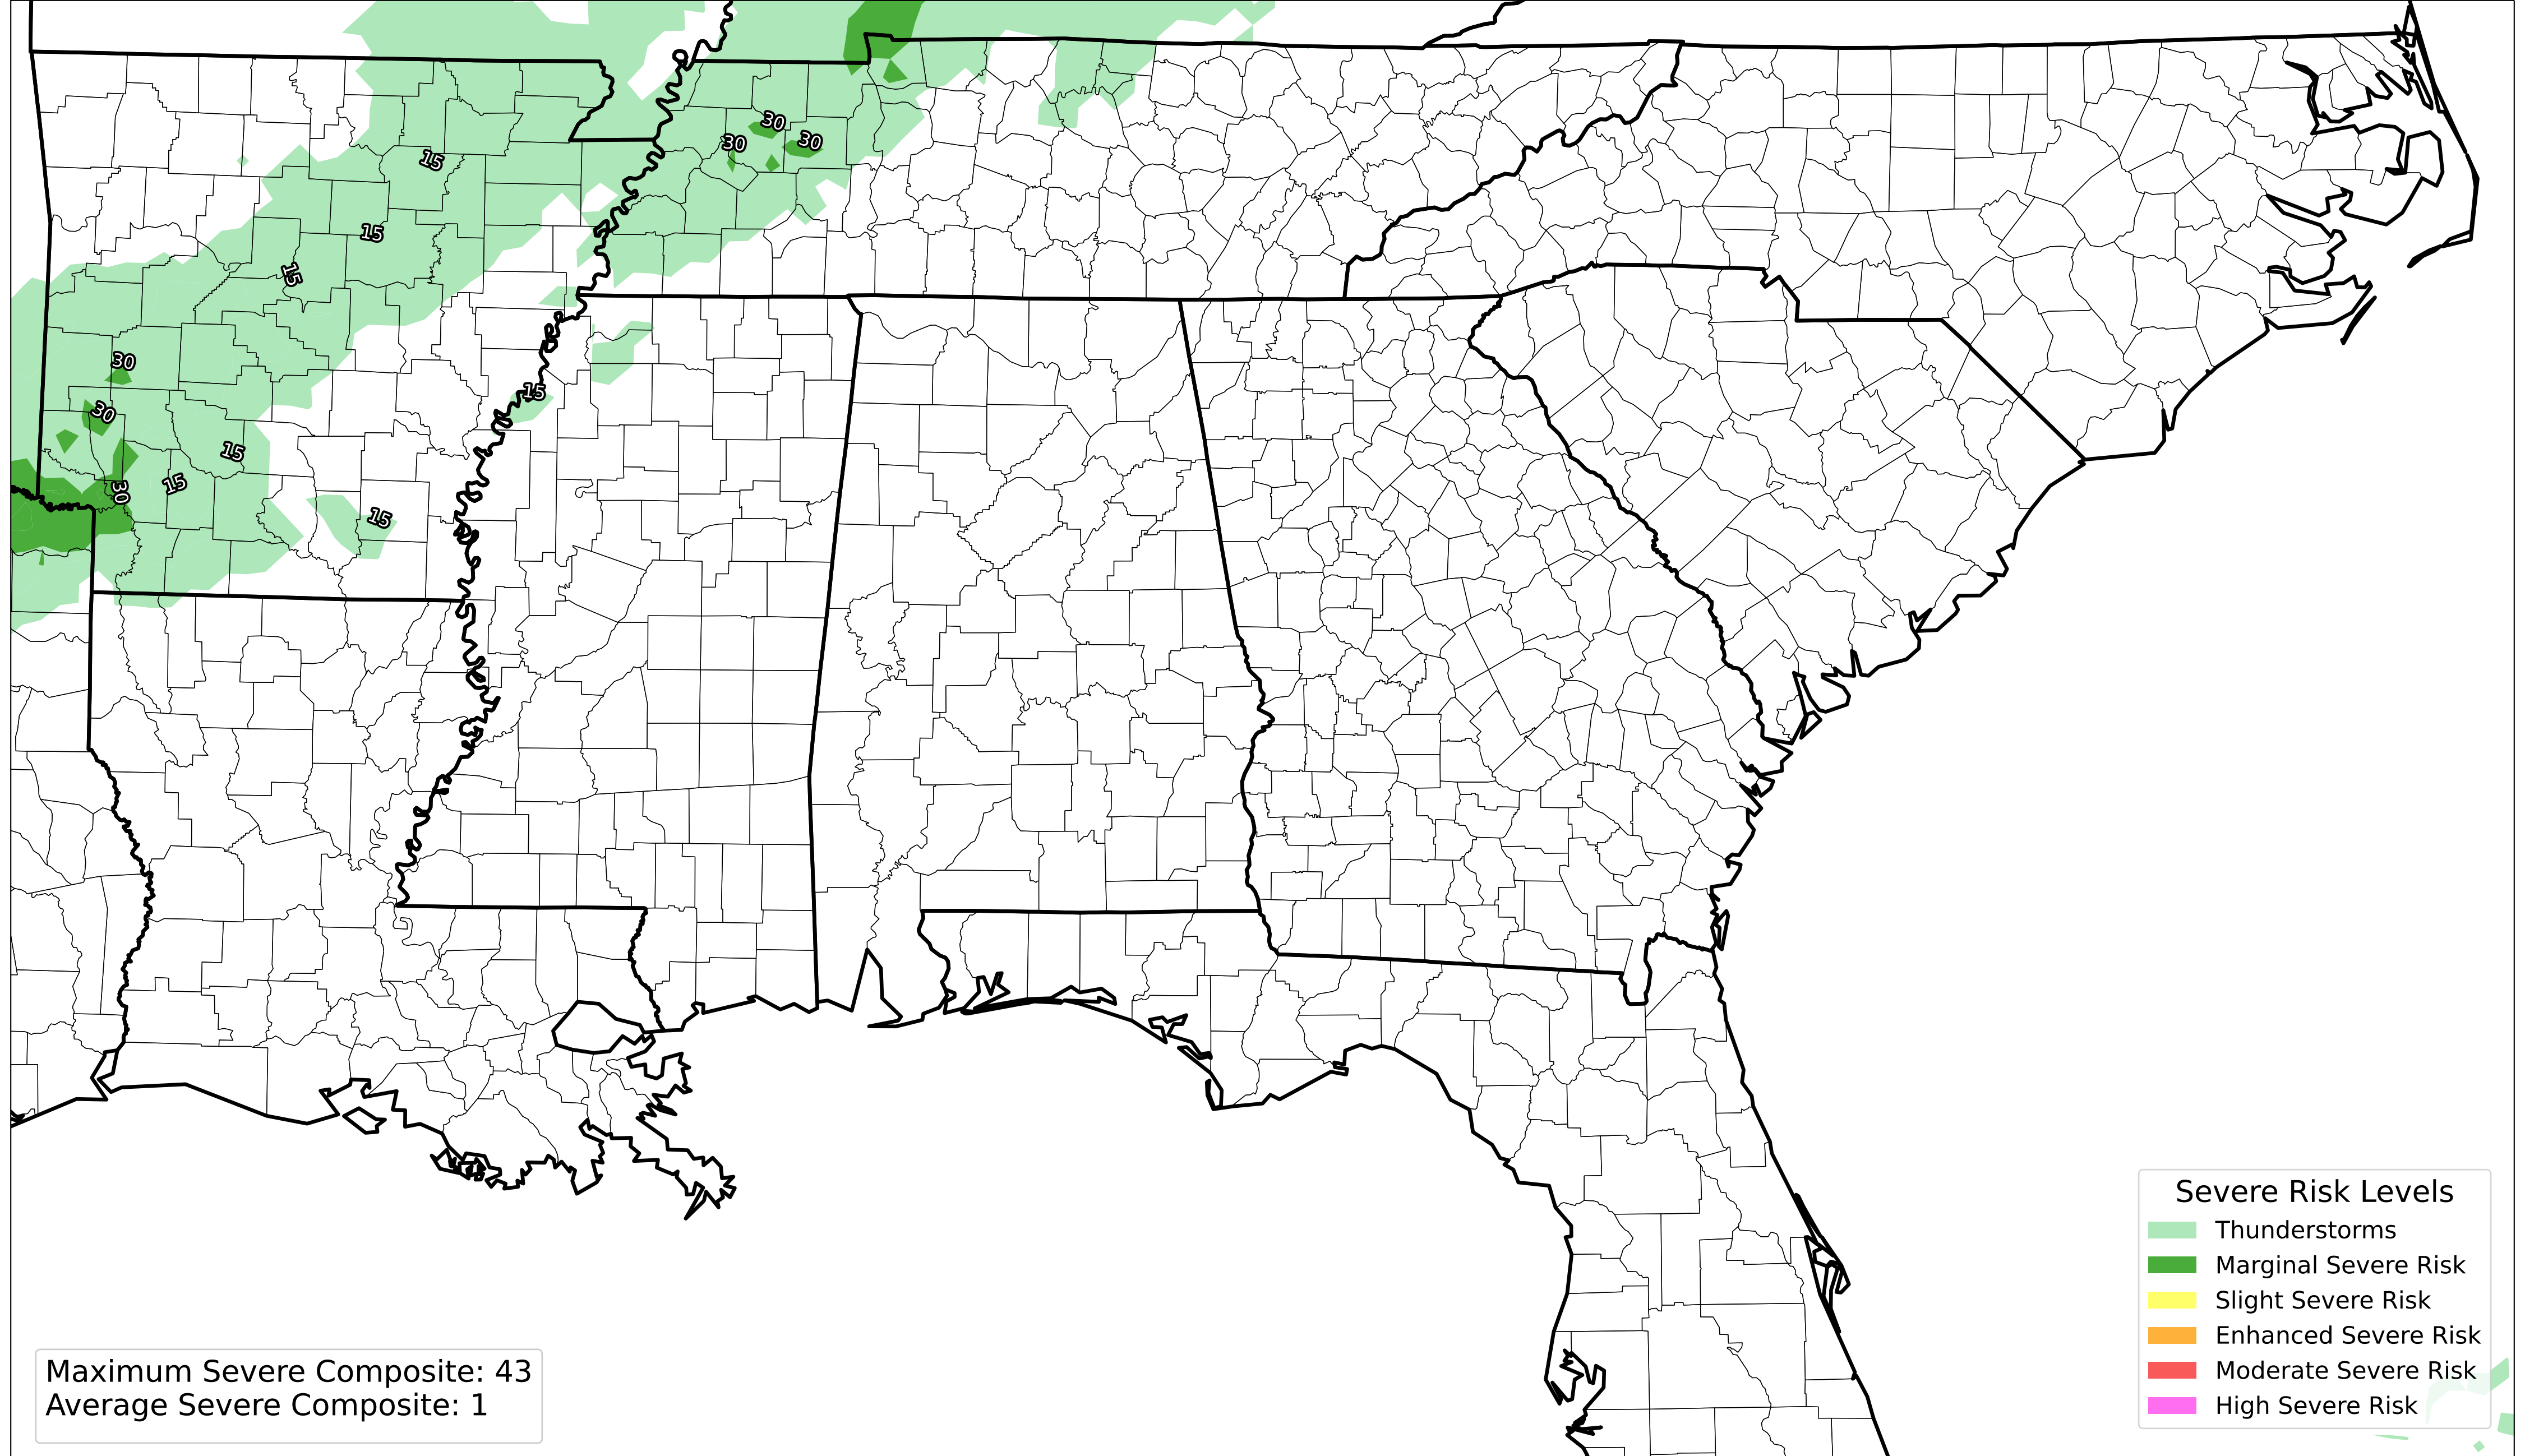 30
30
30
15
15
15
30
15
30
15
15
30
15
Severe Risk Levels
Thunderstorms
Marginal Severe Risk
Slight Severe Risk
Enhanced Severe Risk
Moderate Severe Risk
High Severe Risk
Maximum Severe Composite: 43
Average Severe Composite: 1